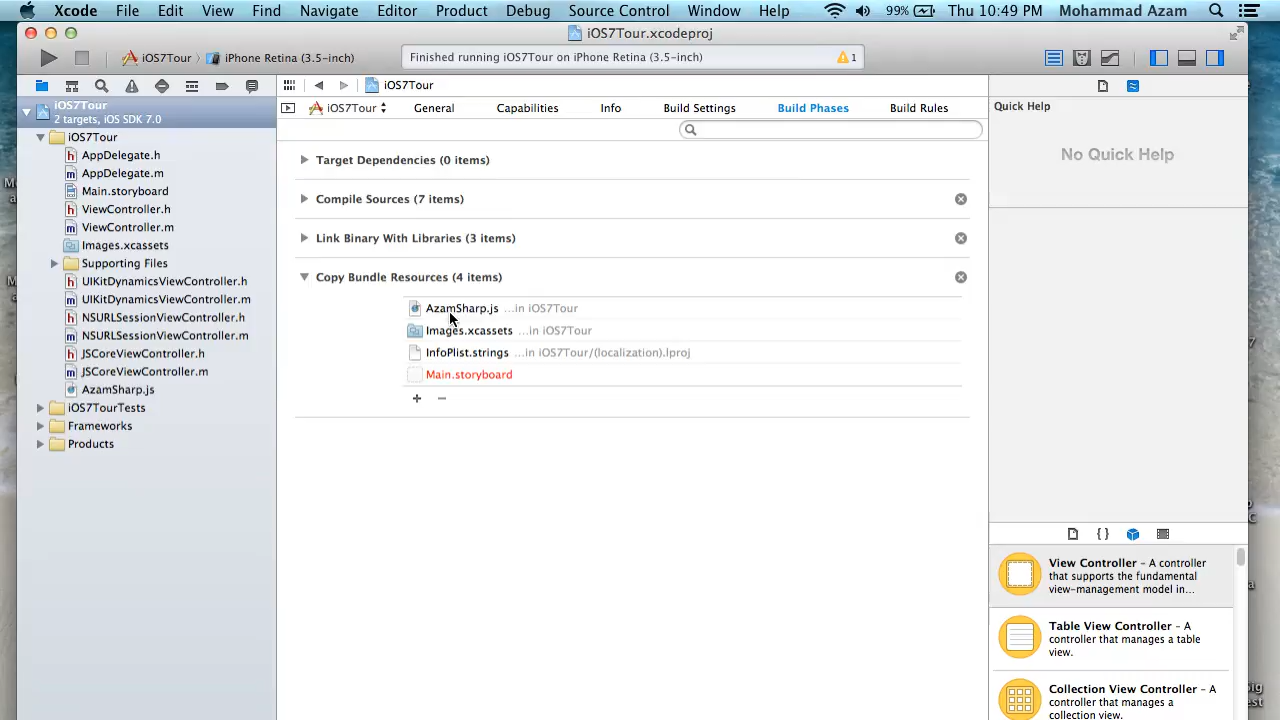 Xcode File Edit View Find Navigate Editor Product Debug Source Control Window Help 99% Thu 10:49 PM Mohammad Azam
iOS7Tour.xcodeproj
iOS7Tour iPhone Retina (3.5-inch) Finished running iOS7Tour on iPhone Retina (3.5-inch) 1
iOS7Tour
iOS7Tour
2 targets, iOS SDK 7.0
iOS7Tour
AppDelegate.h
AppDelegate.m
Main.storyboard
ViewController.h
ViewController.m
Images.xcassets
Supporting Files
UIKitDynamicsViewController.h
UIKitDynamicsViewController.m
NSURLSessionViewController.h
NSURLSessionViewController.m
JSCoreViewController.h
JSCoreViewController.m
AzamSharp.js
iOS7TourTests
Frameworks
Products
iOS7Tour General Capabilities Info Build Settings Build Phases Build Rules
Target Dependencies (0 items)
Compile Sources (7 items)
Link Binary With Libraries (3 items)
Copy Bundle Resources (4 items)
AzamSharp.js ...in iOS7Tour
Images.xcassets ...in iOS7Tour
InfoPlist.strings ...in iOS7Tour/(localization).lproj
Main.storyboard
Quick Help
No Quick Help
View Controller - A controller
that supports the fundamental
view-management model in...
Table View Controller - A
controller that manages a table
view.
Collection View Controller - A
controller that manages a
collection view.